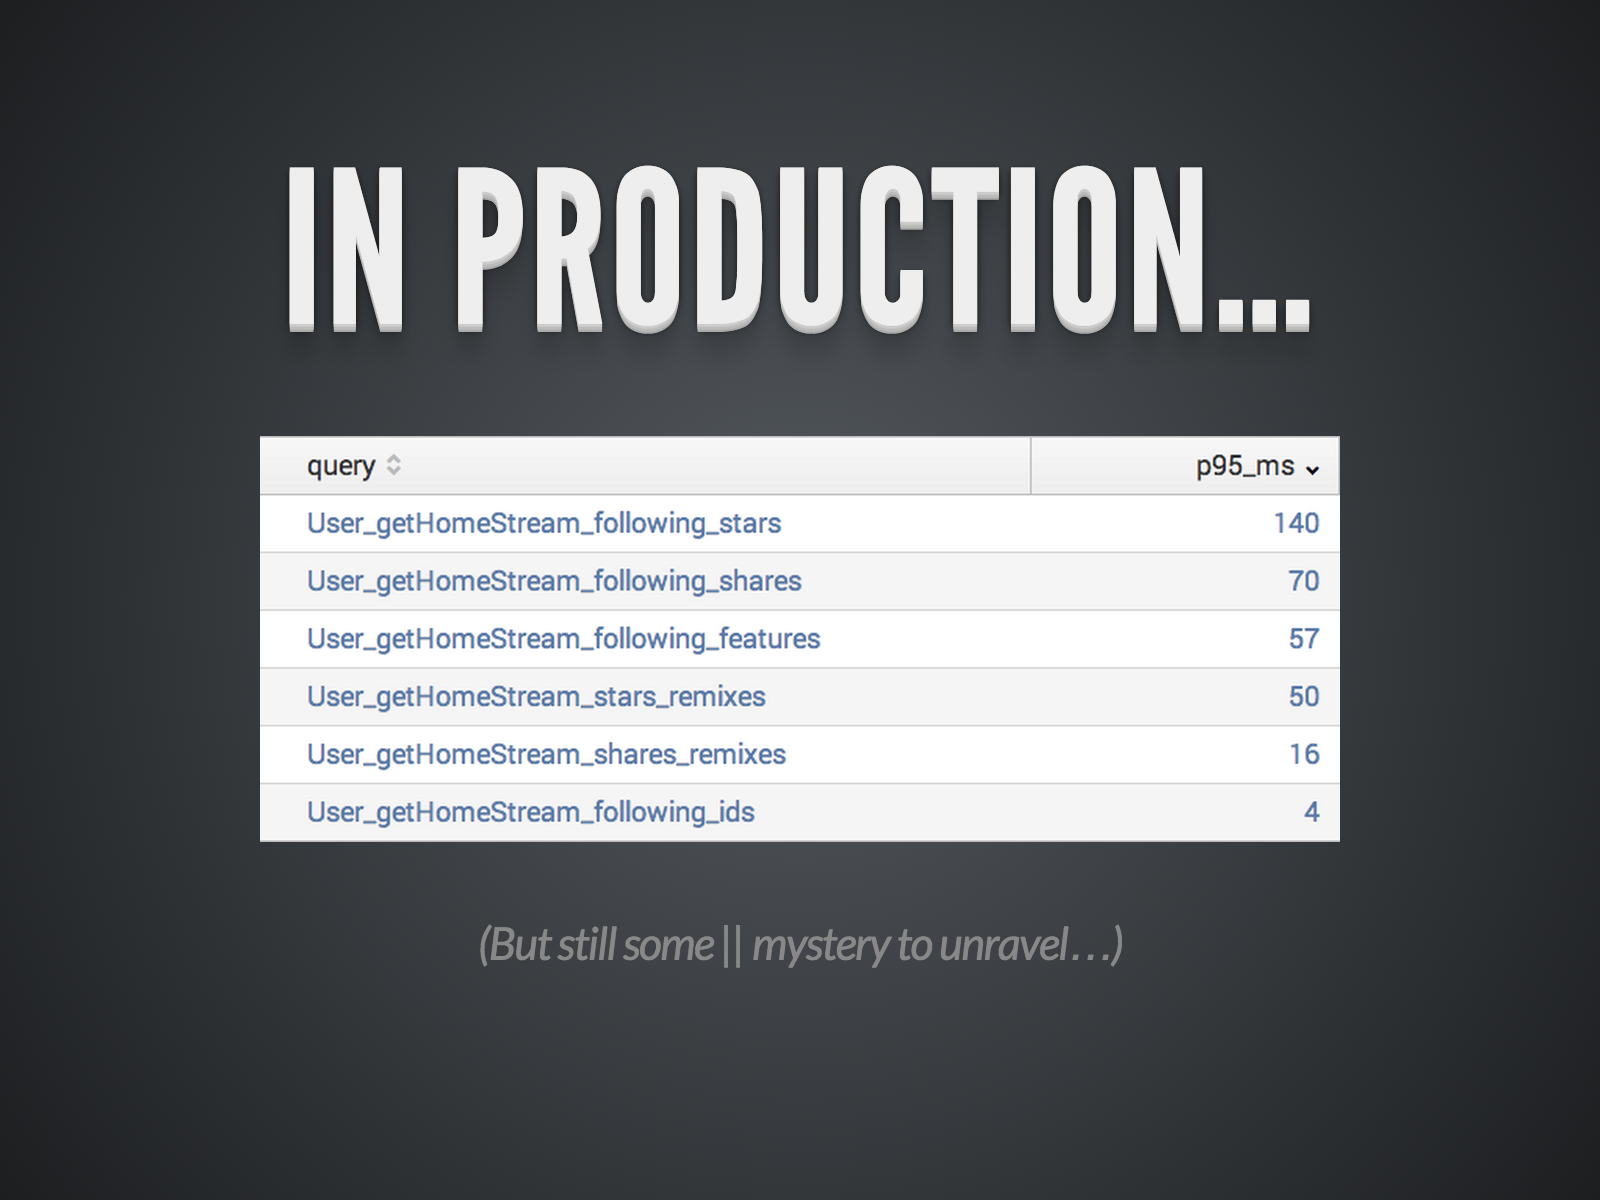 IN PRODUCTION...
query p95_ms
User_getHomeStream_following_stars 140
User_getHomeStream_following_shares 70
User_getHomeStream_following_features 57
User_getHomeStream_stars_remixes 50
User_getHomeStream_shares_remixes 16
User_getHomeStream_following_ids 4
(But still some || mystery to unravel...)